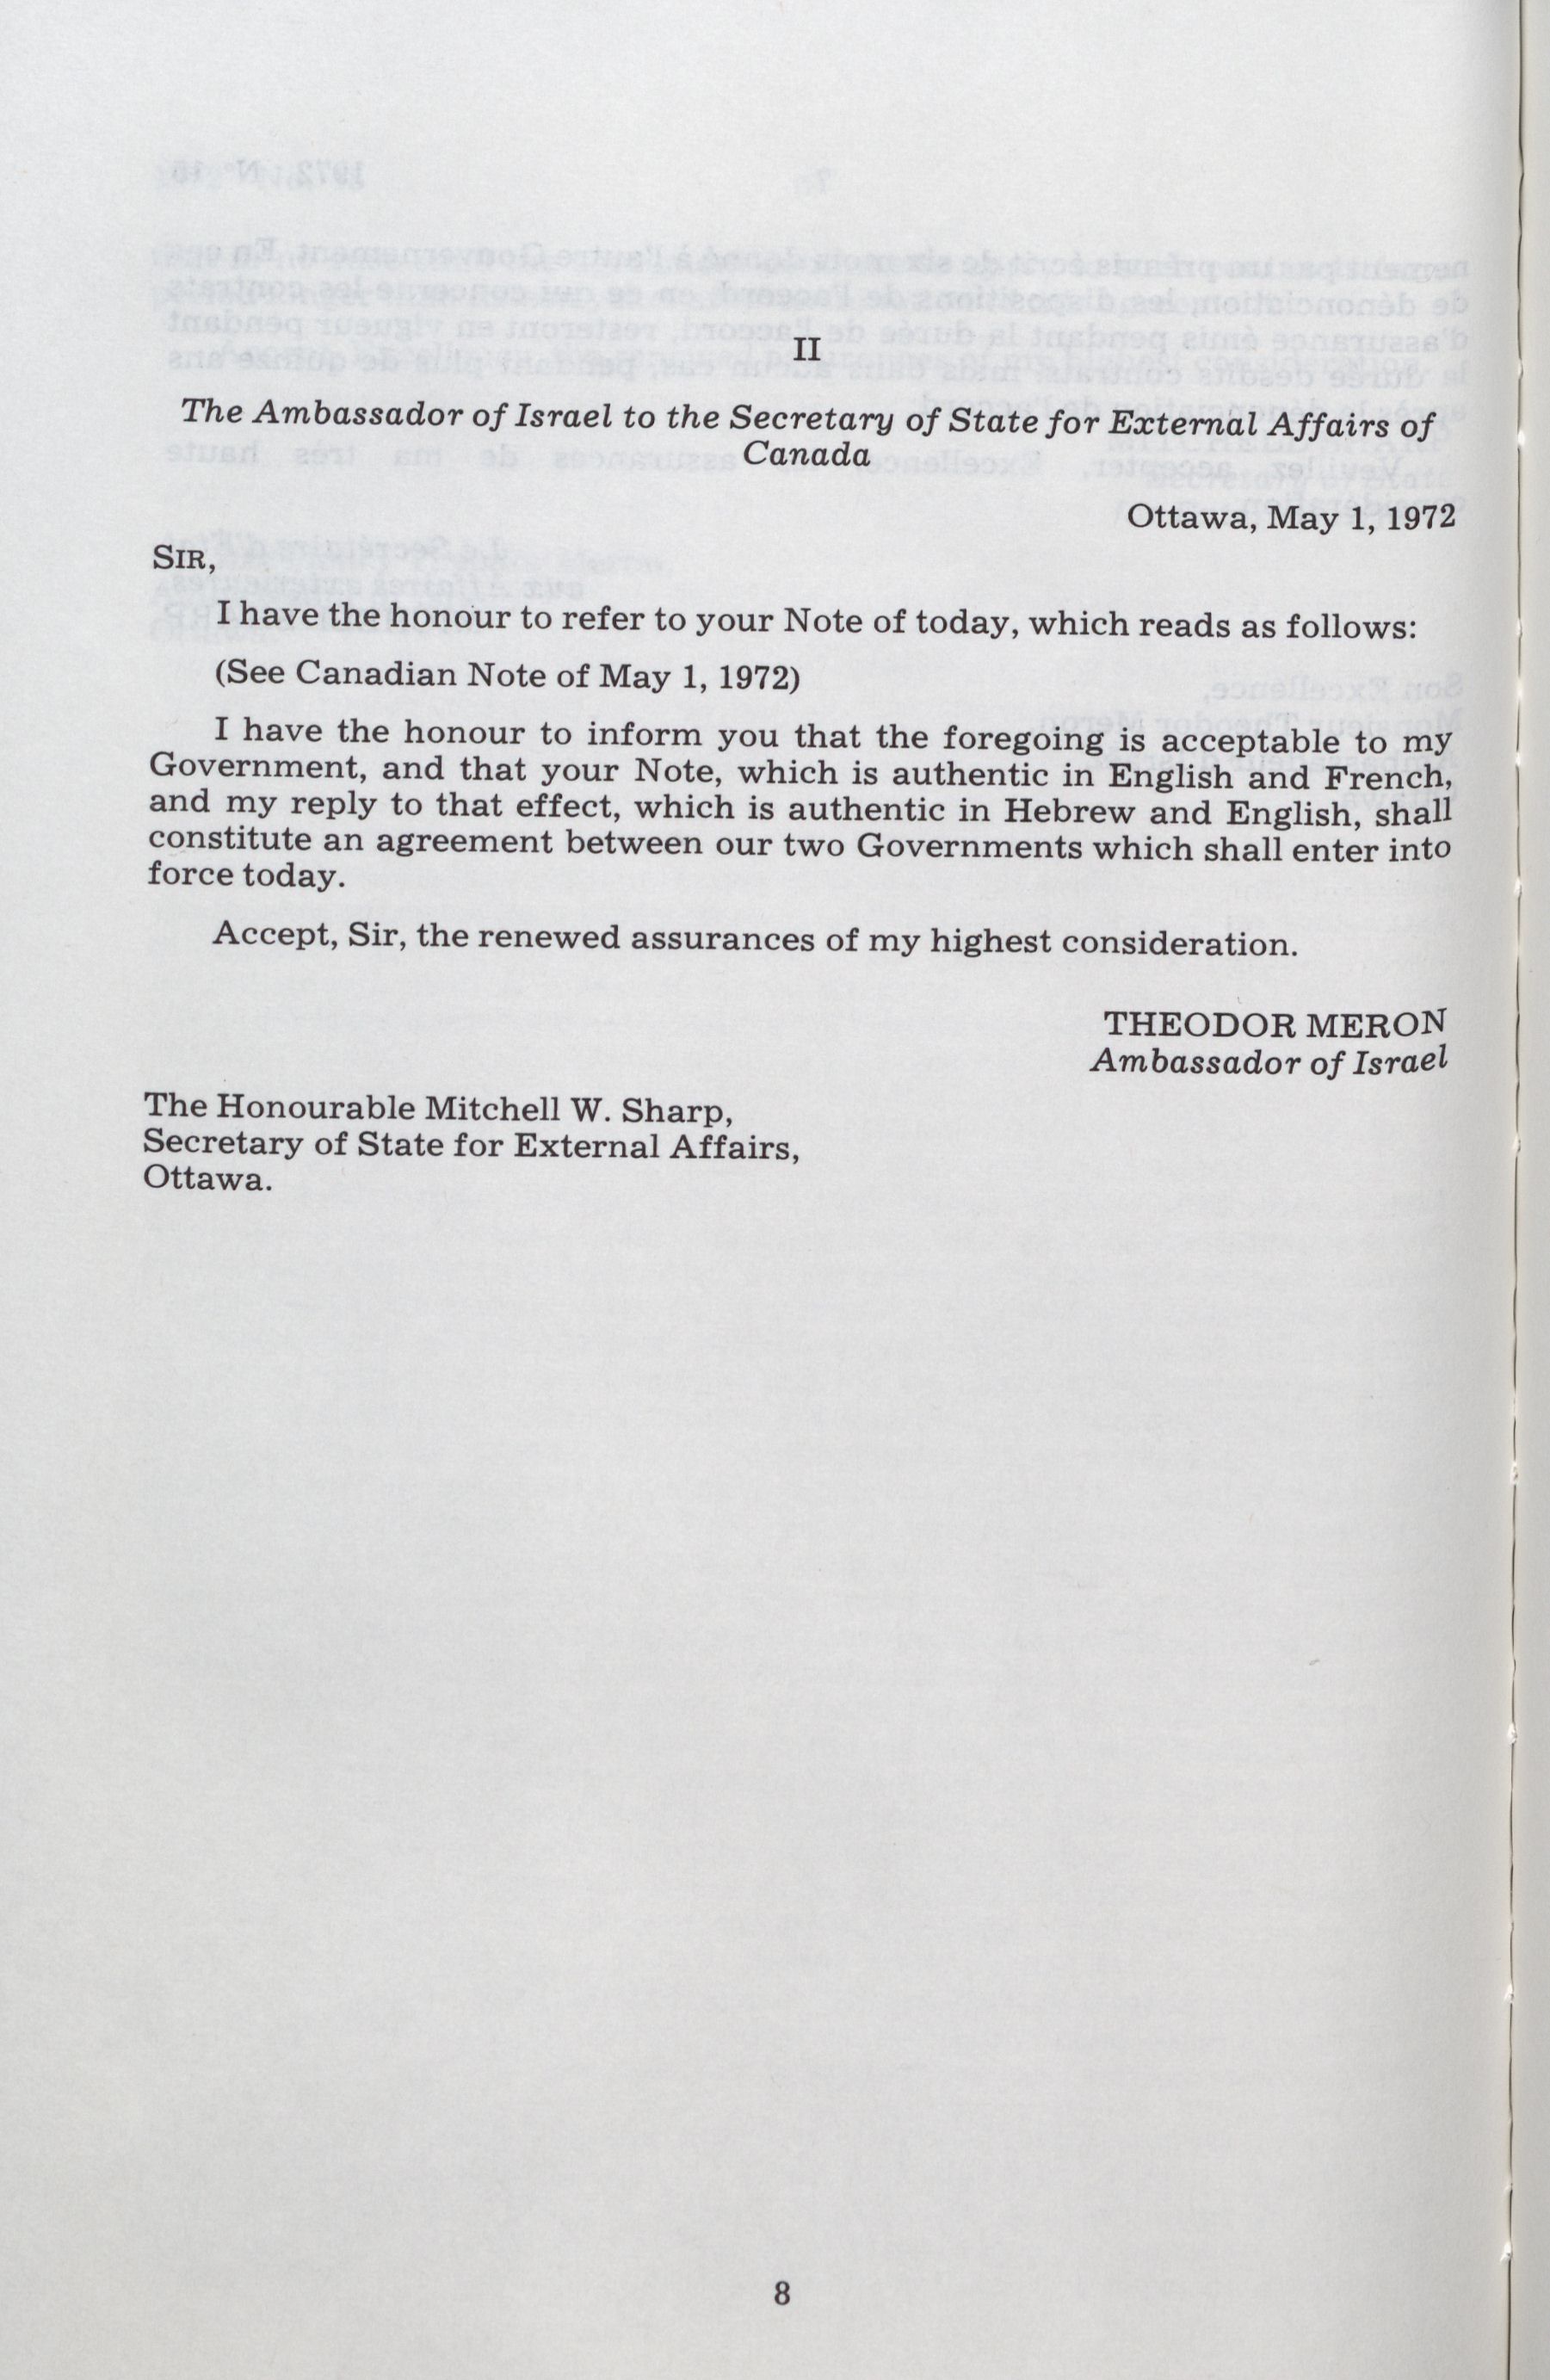 II
The Ambassador of Israel to the Secretary of State for External Affairs of
Canada
Ottawa, May 1, 1972
SIR,
I have the honour to refer to your Note of today, which reads as follows:
(See Canadian Note of May 1, 1972)
I have the honour to inform you that the foregoing is acceptable to my
Government, and that your Note, which is authentic in English and French,
and my reply to that effect, which is authentic in Hebrew and English, shall
constitute an agreement between our two Governments which shall enter into
force today.
Accept, Sir, the renewed assurances of my highest consideration.
THEODOR MERON
Ambassador of Israel
The Honourable Mitchell W. Sharp,
Secretary of State for External Affairs,
Ottawa.
8